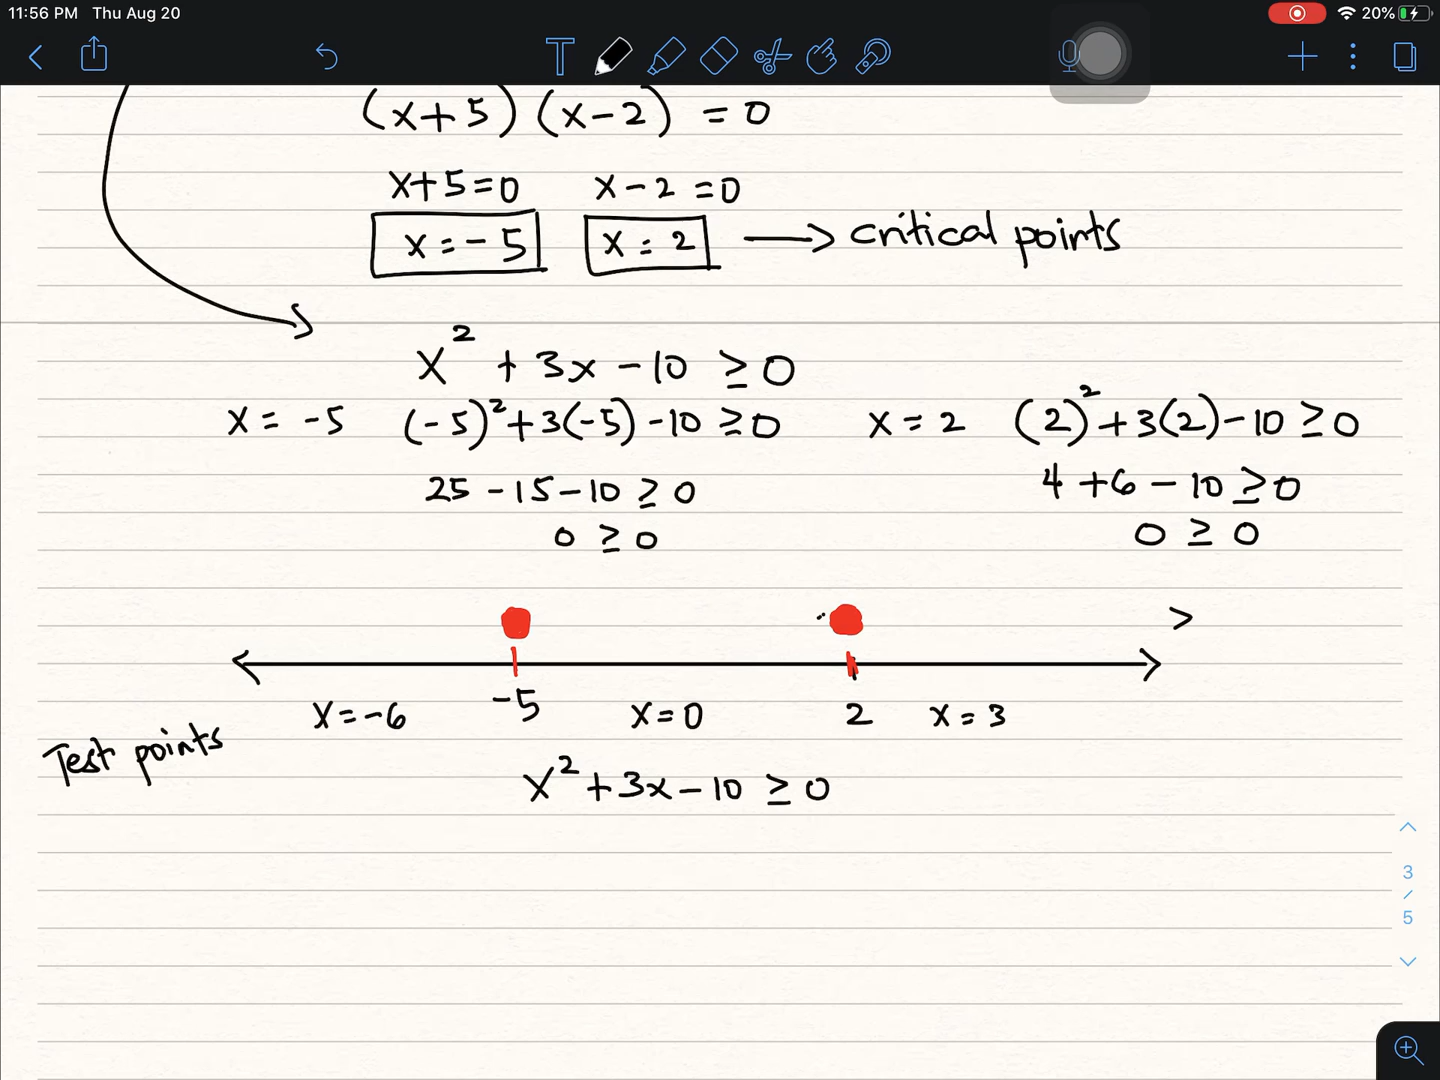 11:56 PM Thu Aug 20 20%
T
(x+5) (x-2) = 0
x+5=0 x-2=0
x=-5 x=2 → critical points
x² + 3x - 10 ≥ 0
x = -5 (-5)²+3(-5)-10 ≥ 0 x = 2 (2)²+3(2)-10 ≥ 0
25 -15-10 ≥ 0 4 +6 - 10 ≥ 0
0 ≥ 0 0 ≥ 0
>
x=-6 -5 x=0 2 x=3
Test points
x²+3x-10 ≥ 0
3
/
5